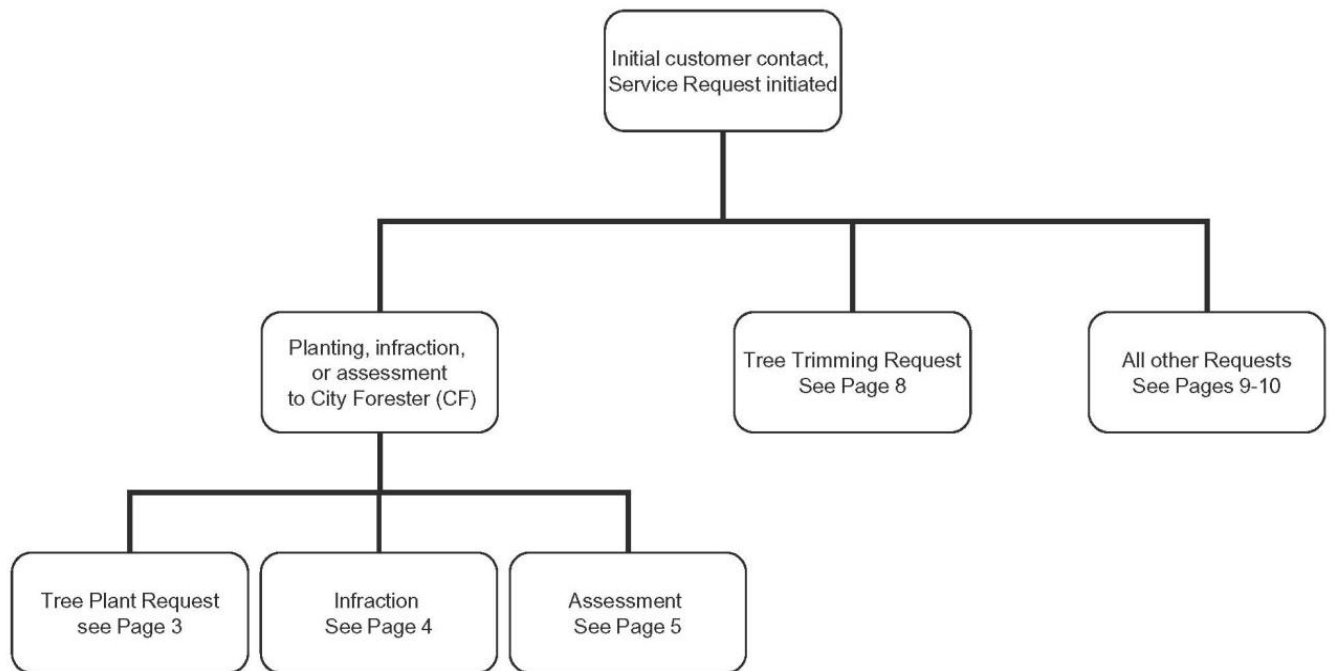 Initial customer contact,
Service Request initiated
Planting, infraction,
or assessment
to City Forester (CF)
Tree Trimming Request
See Page 8
All other Requests
See Pages 9-10
Tree Plant Request
see Page 3
Infraction
See Page 4
Assessment
See Page 5